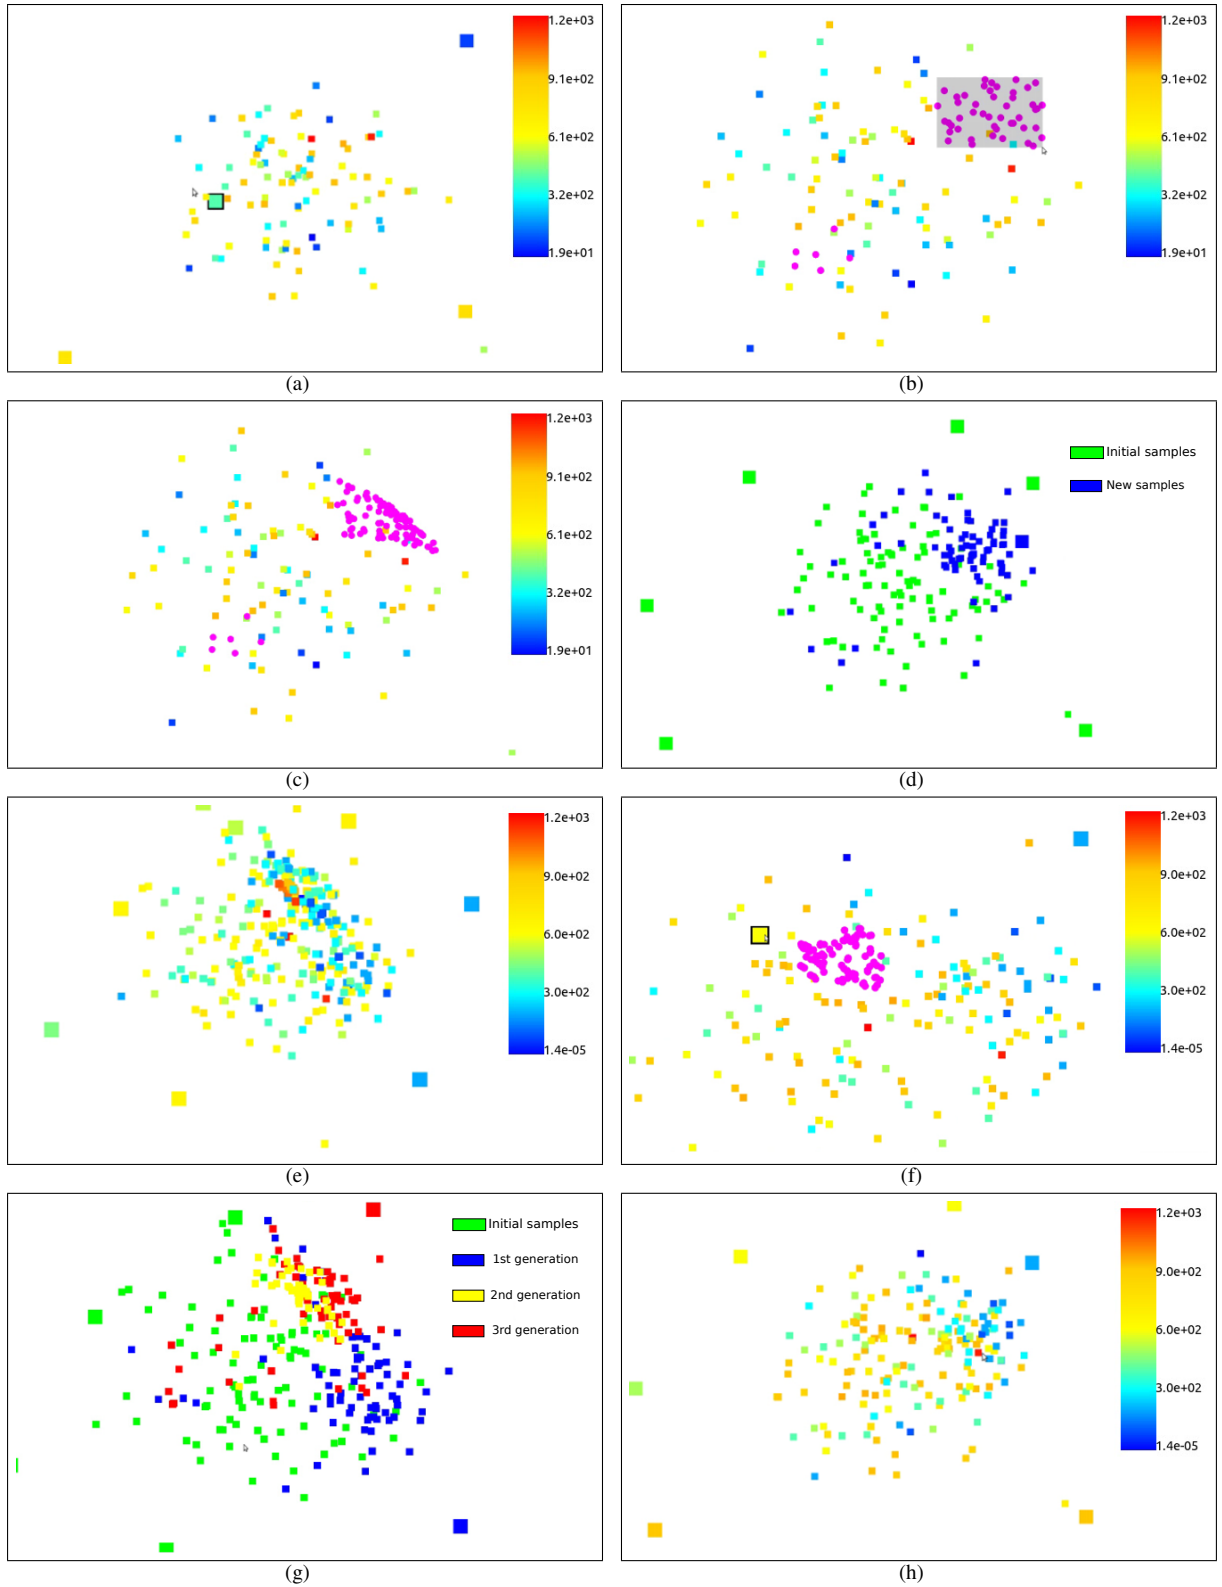 1.2e+03
9.1e+02
6.1e+02
3.2e+02
1.9e+01
(a)
1.2e+03
9.1e+02
6.1e+02
3.2e+02
1.9e+01
(b)
1.2e+03
9.1e+02
6.1e+02
3.2e+02
1.9e+01
(c)
Initial samples
New samples
(d)
1.2e+03
9.0e+02
6.0e+02
3.0e+02
1.4e-05
(e)
1.2e+03
9.0e+02
6.0e+02
3.0e+02
1.4e-05
(f)
Initial samples
1st generation
2nd generation
3rd generation
(g)
1.2e+03
9.0e+02
6.0e+02
3.0e+02
1.4e-05
(h)